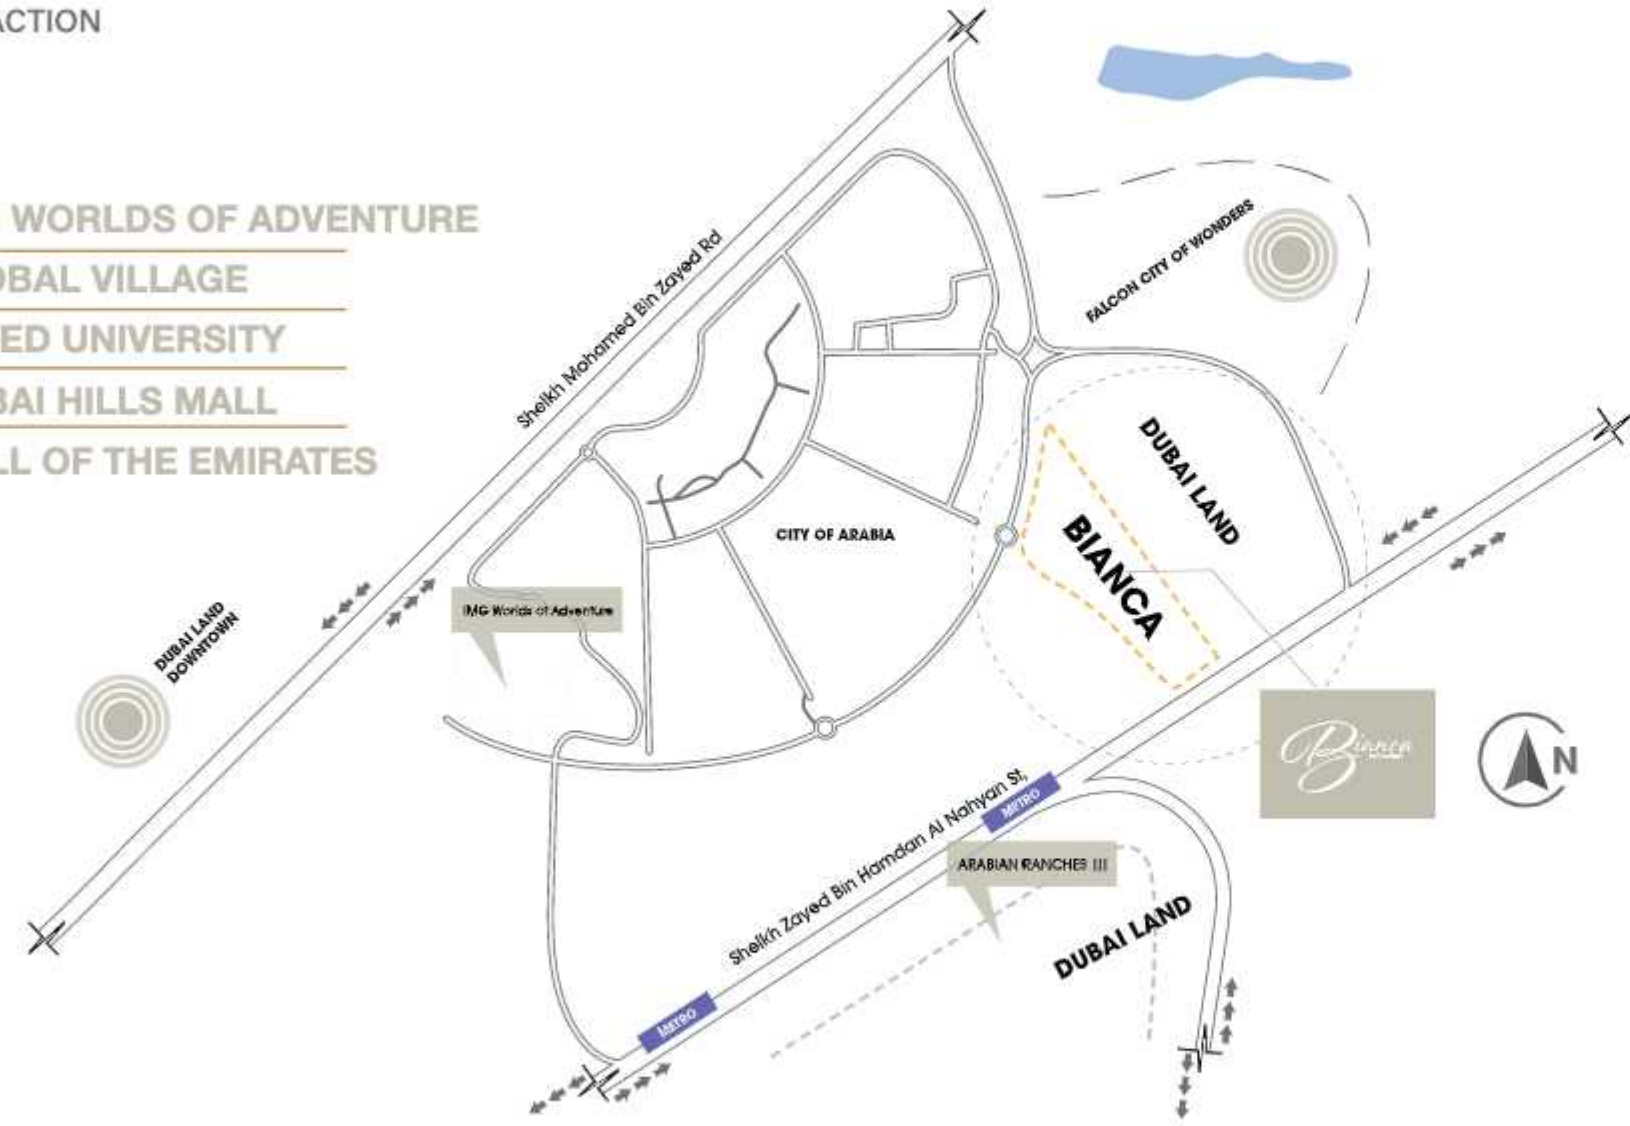 ACTION
WORLDS OF ADVENTURE
OBAL VILLAGE
ED UNIVERSITY
BAI HILLS MALL
LL OF THE EMIRATES
Sheikh Mohamed Bin Zayed Rd
FALCON CITY OF WONDERS
DUBAI LAND
BIANCA
CITY OF ARABIA
IMG Worlds of Adventure
DUBAI LAND
DOWNTOWN
Bianca
N
METRO
Sheikh Zayed Bin Hamdan Al Nahyan St,
ARABIAN RANCHES III
DUBAI LAND
METRO